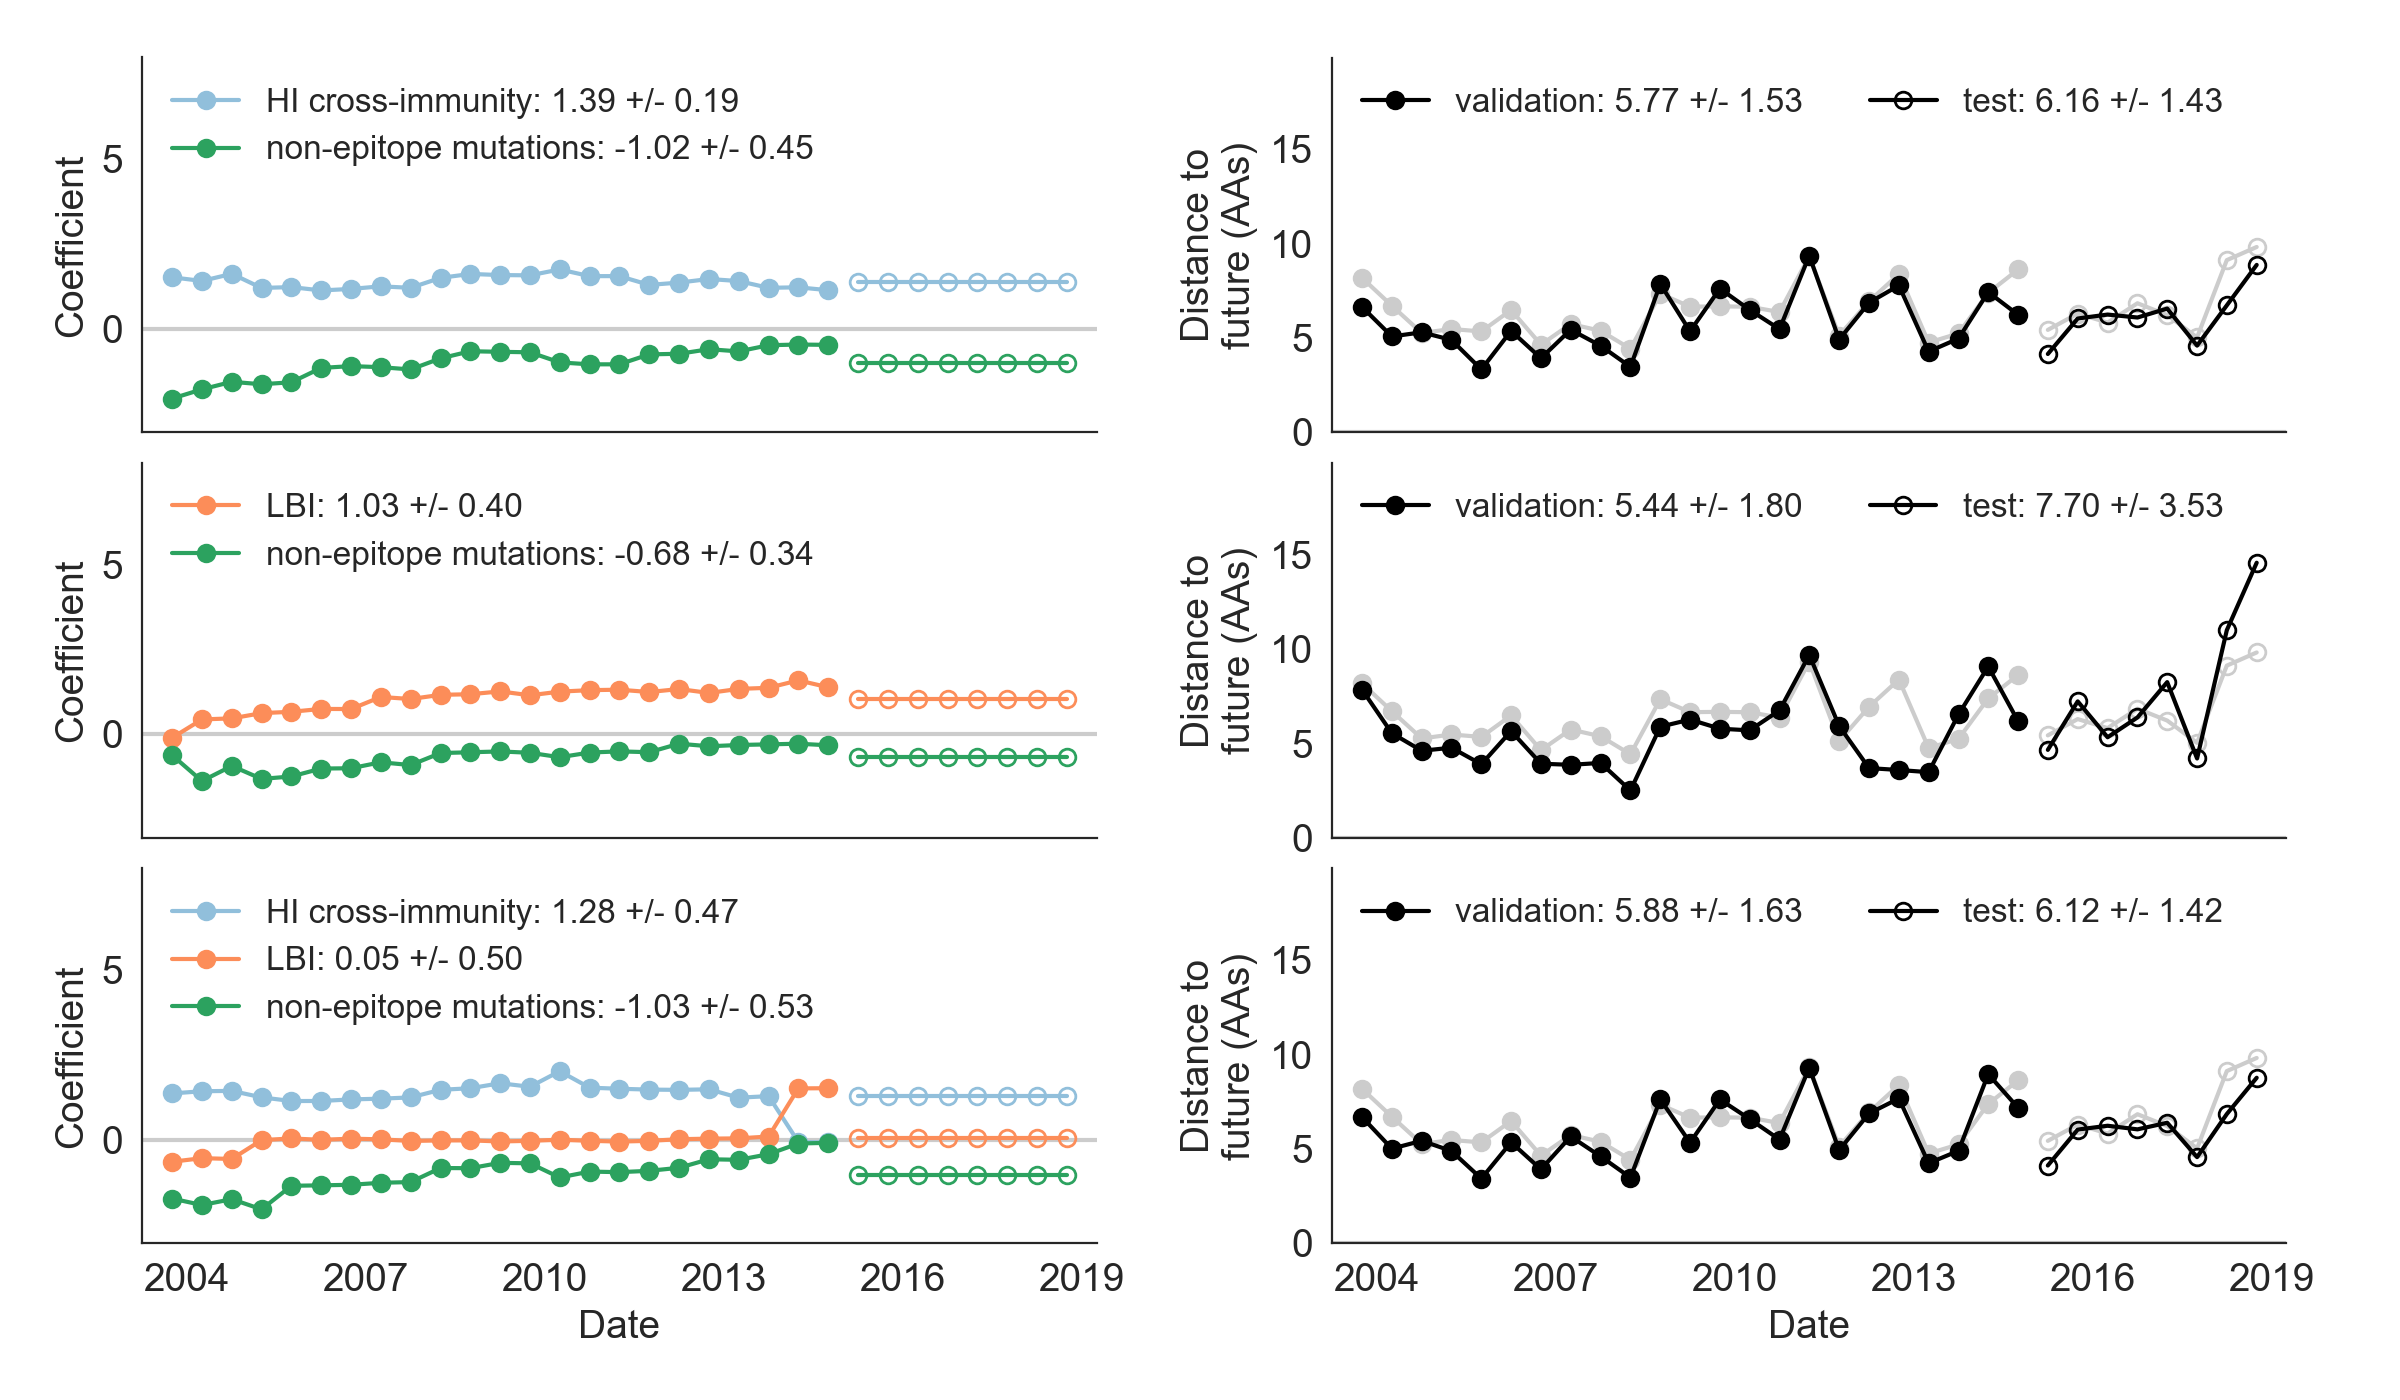 HI cross-immunity: 1.39 +/- 0.19
non-epitope mutations: -1.02 +/- 0.45
Coefficient
5
0
validation: 5.77 +/- 1.53
test: 6.16 +/- 1.43
Distance to
future (AAs)
15
10
5
0
LBI: 1.03 +/- 0.40
non-epitope mutations: -0.68 +/- 0.34
Coefficient
5
0
validation: 5.44 +/- 1.80
test: 7.70 +/- 3.53
Distance to
future (AAs)
15
10
5
0
HI cross-immunity: 1.28 +/- 0.47
LBI: 0.05 +/- 0.50
non-epitope mutations: -1.03 +/- 0.53
Coefficient
5
0
2004 2007 2010 2013 2016 2019
Date
validation: 5.88 +/- 1.63
test: 6.12 +/- 1.42
Distance to
future (AAs)
15
10
5
0
2004 2007 2010 2013 2016 2019
Date